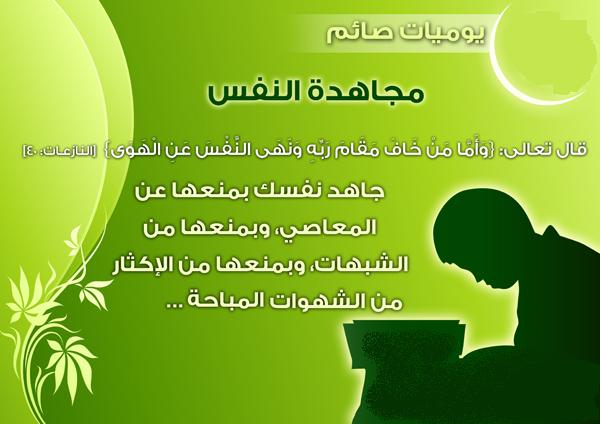 يوميات صائم
مجاهدة النفس
قال تعالى: {وَأَمَّا مَنْ خَافَ مَقَامَ رَبِّهِ وَنَهَى النَّفْسَ عَنِ الْهَوَى} [النازعات: ٤٠]
جاهد نفسك بمنعها عن
المعاصي، وبمنعها من
الشبهات، وبمنعها من الإكثار
من الشهوات المباحة ...